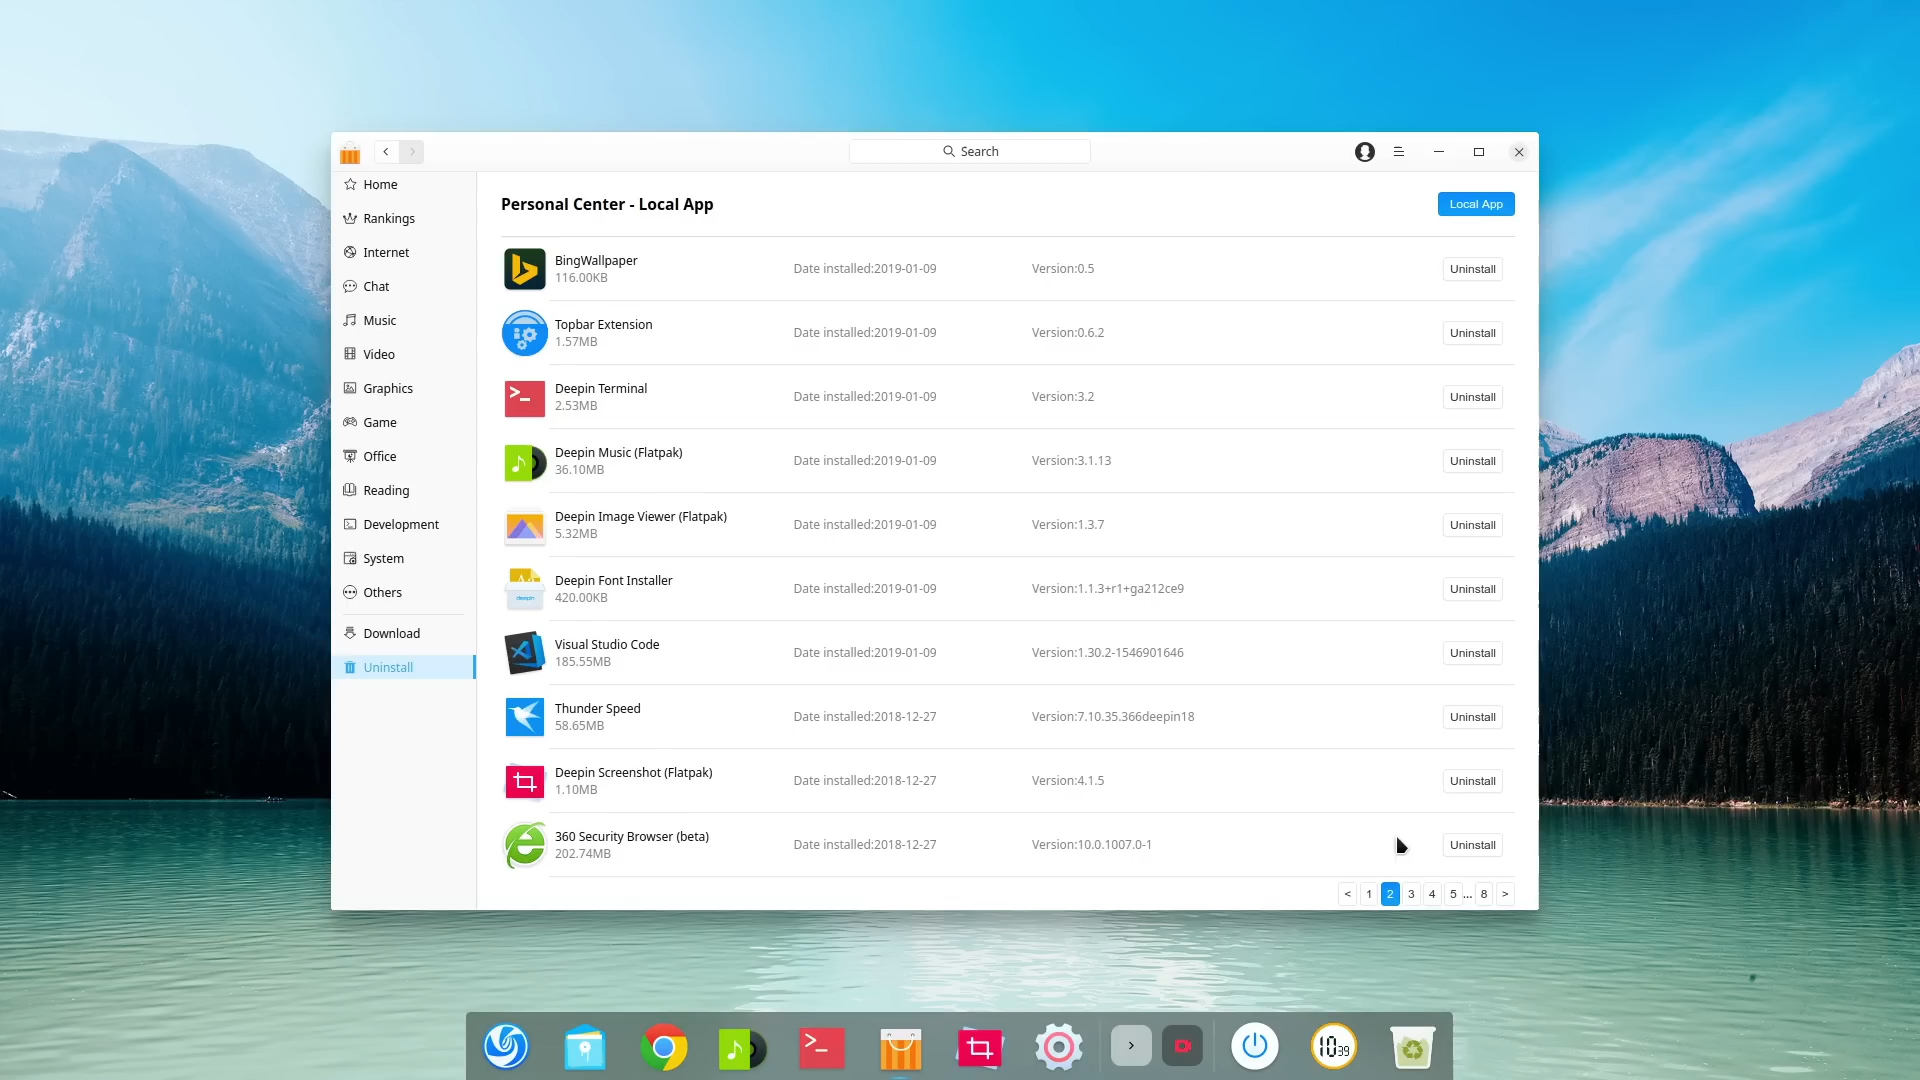 Search
Home
Rankings
Internet
Chat
Music
Video
Graphics
Game
Office
Reading
Development
System
Others
Download
Uninstall
Personal Center - Local App
Local App
BingWallpaper
116.00KB
Date installed:2019-01-09
Version:0.5
Uninstall
Topbar Extension
1.57MB
Date installed:2019-01-09
Version:0.6.2
Uninstall
Deepin Terminal
2.53MB
Date installed:2019-01-09
Version:3.2
Uninstall
Deepin Music (Flatpak)
36.10MB
Date installed:2019-01-09
Version:3.1.13
Uninstall
Deepin Image Viewer (Flatpak)
5.32MB
Date installed:2019-01-09
Version:1.3.7
Uninstall
deepin
Deepin Font Installer
420.00KB
Date installed:2019-01-09
Version:1.1.3+r1+ga212ce9
Uninstall
Visual Studio Code
185.55MB
Date installed:2019-01-09
Version:1.30.2-1546901646
Uninstall
Thunder Speed
58.65MB
Date installed:2018-12-27
Version:7.10.35.366deepin18
Uninstall
Deepin Screenshot (Flatpak)
1.10MB
Date installed:2018-12-27
Version:4.1.5
Uninstall
360 Security Browser (beta)
202.74MB
Date installed:2018-12-27
Version:10.0.1007.0-1
Uninstall
< 1 2 3 4 5 ... 8 >
10 39